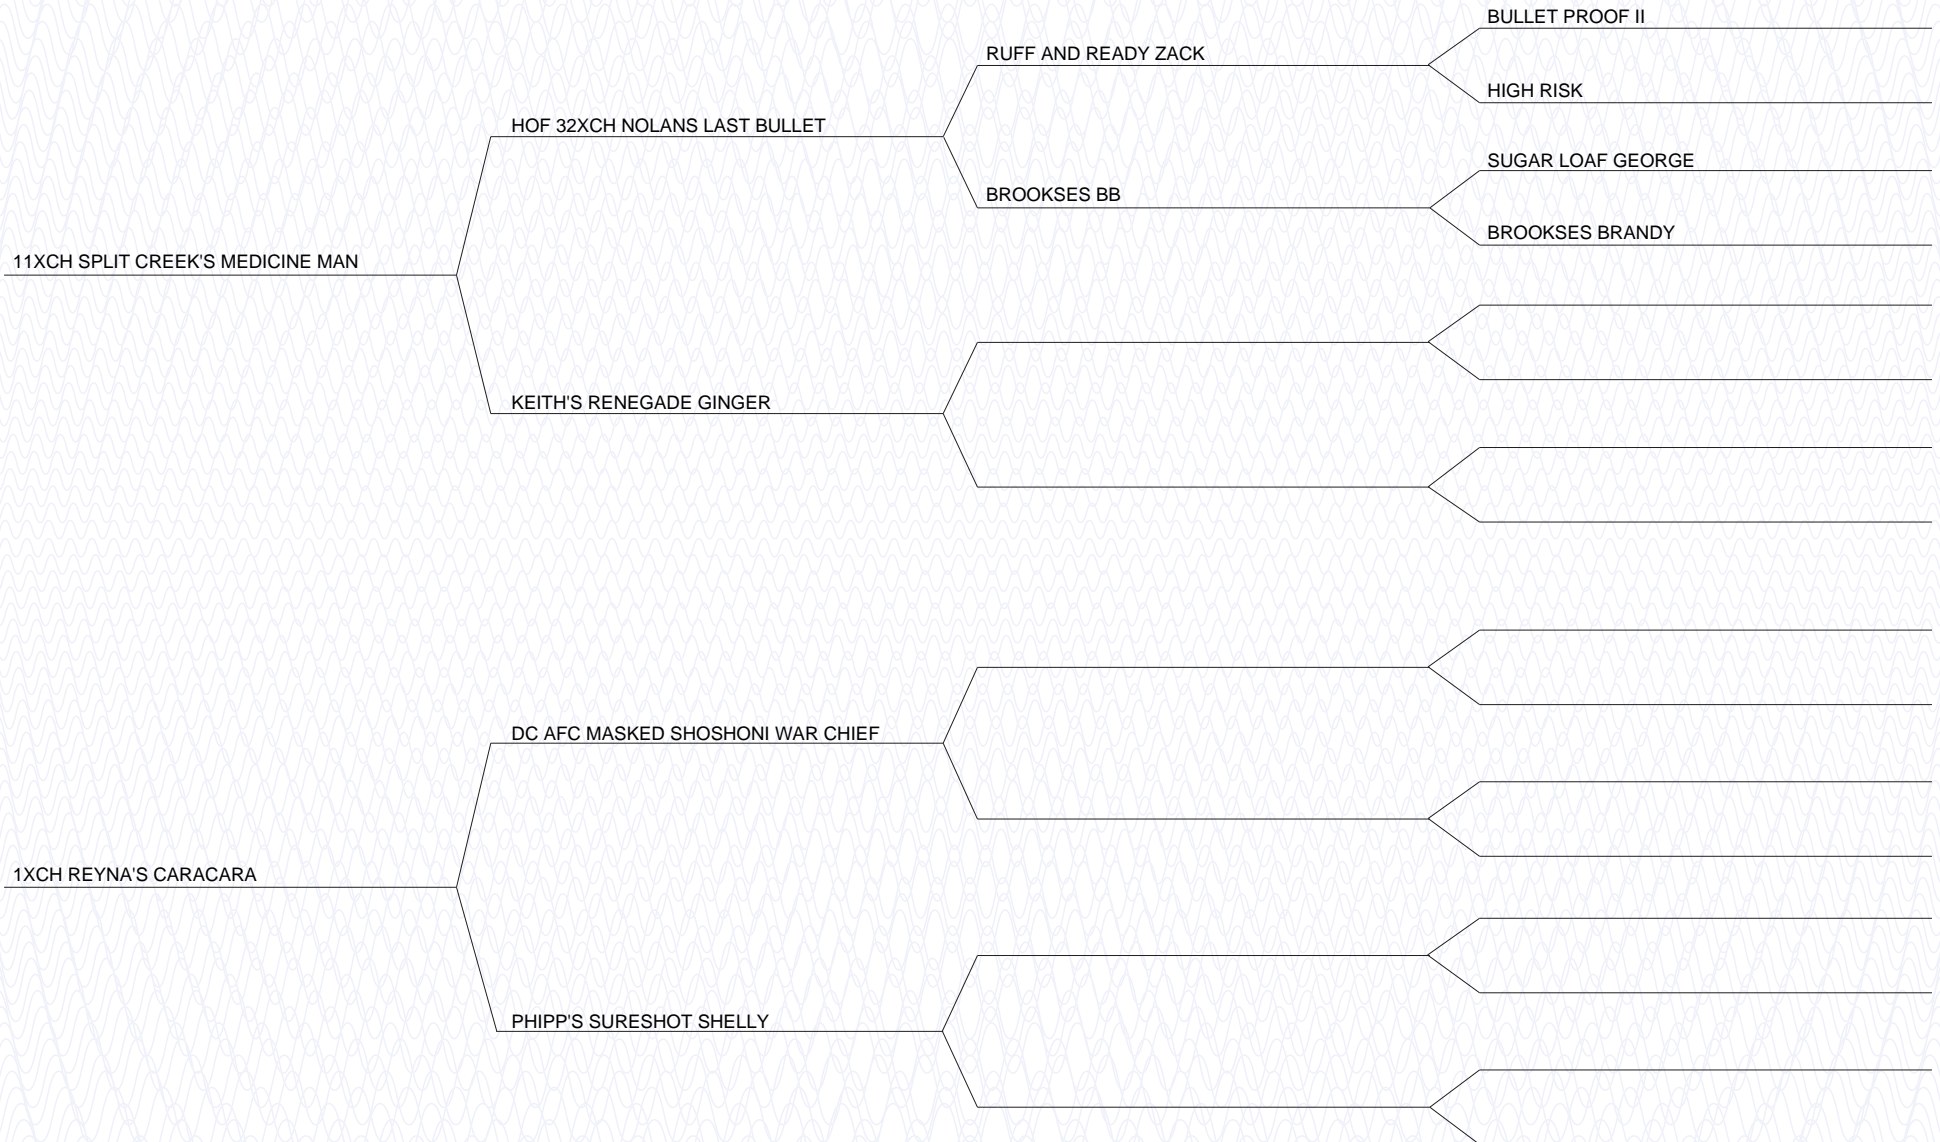 BULLET PROOF II
RUFF AND READY ZACK
HIGH RISK
HOF 32XCH NOLANS LAST BULLET
SUGAR LOAF GEORGE
BROOKSES BB
BROOKSES BRANDY
11XCH SPLIT CREEK'S MEDICINE MAN
KEITH'S RENEGADE GINGER
DC AFC MASKED SHOSHONI WAR CHIEF
1XCH REYNA'S CARACARA
PHIPP'S SURESHOT SHELLY